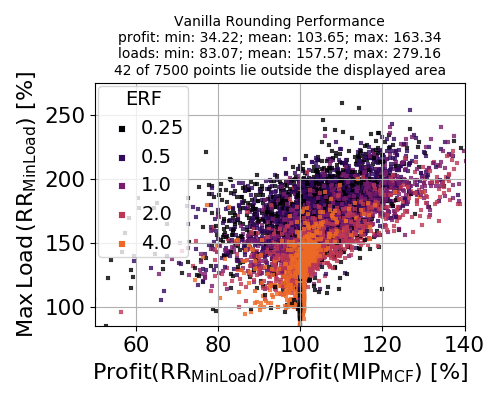 Vanilla Rounding Performance
profit: min: 34.22; mean: 103.65; max: 163.34
loads: min: 83.07; mean: 157.57; max: 279.16
42 of 7500 points lie outside the displayed area
Max Load(RR_MinLoad) [%]
250
200
150
100
ERF
0.25
0.5
1.0
2.0
4.0
60 80 100 120 140
Profit(RR_MinLoad)/Profit(MIP_MCF) [%]